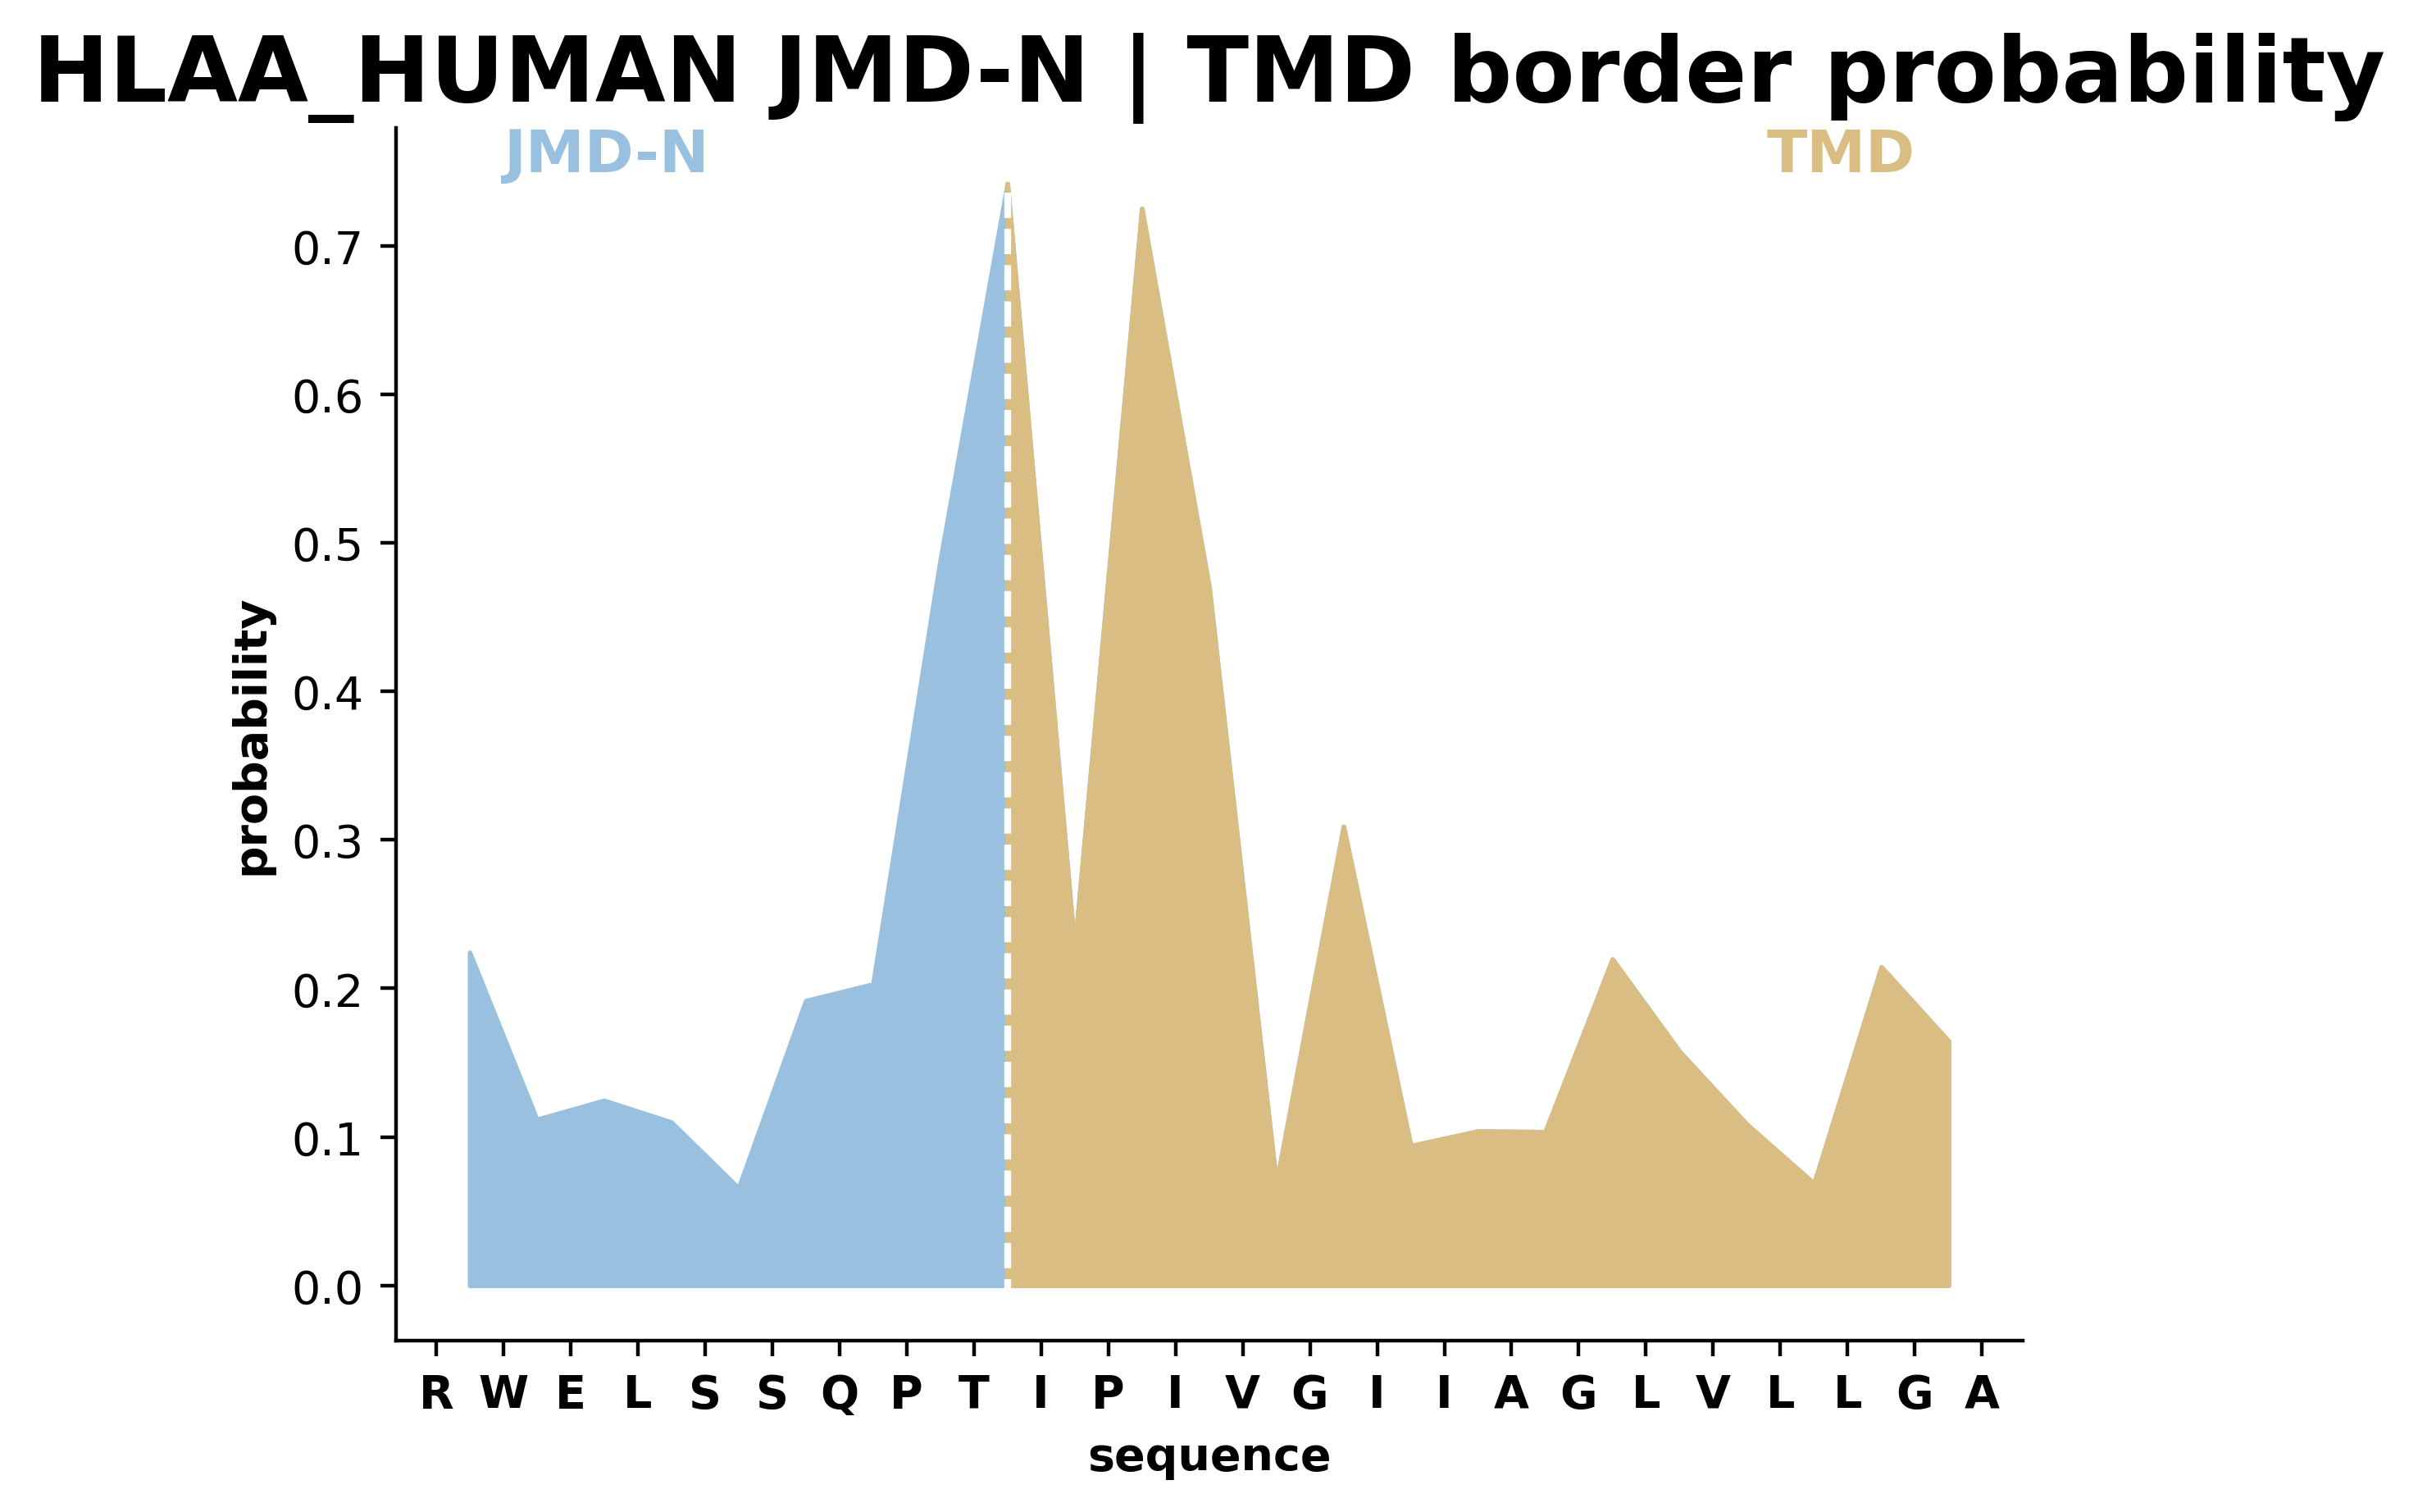 HLAA_HUMAN JMD-N | TMD border probability
JMD-N TMD
0.7
0.6
0.5
0.4
0.3
0.2
0.1
0.0
probability
R W E L S S Q P T I P I V G I I A G L V L L G A
sequence